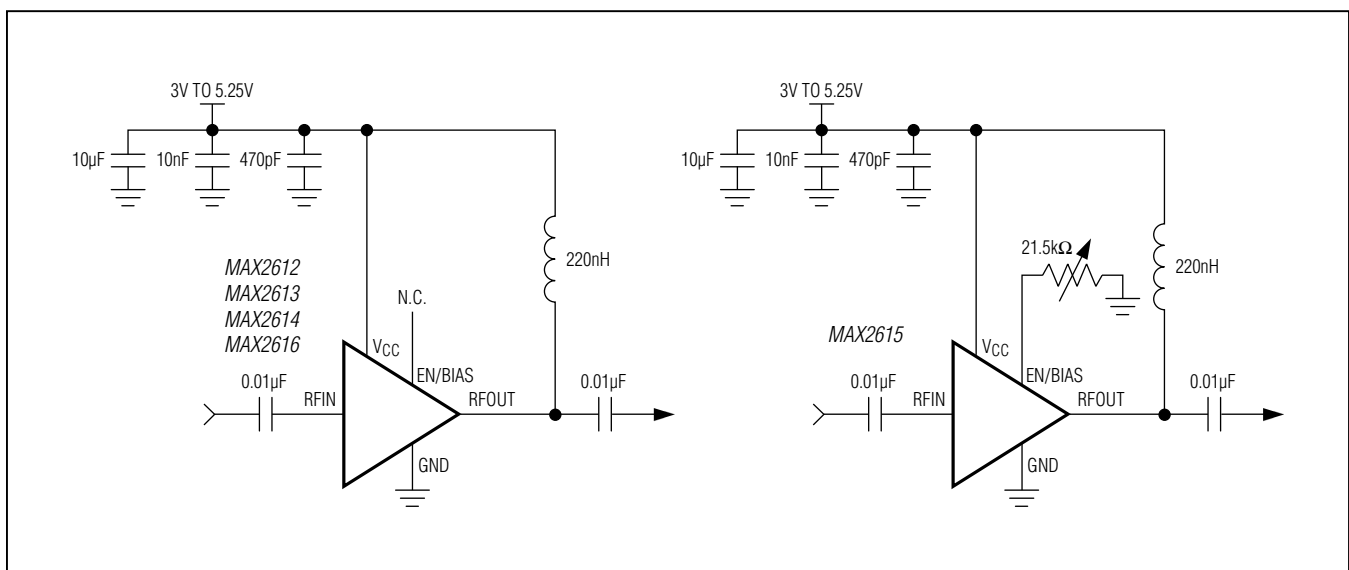 3V TO 5.25V
10µF
10nF
470pF
220nH
MAX2612
MAX2613
MAX2614
MAX2616
N.C.
VCC
EN/BIAS
0.01µF
RFIN
RFOUT
0.01µF
GND
3V TO 5.25V
10µF
10nF
470pF
21.5kΩ
220nH
MAX2615
VCC
EN/BIAS
0.01µF
RFIN
RFOUT
0.01µF
GND